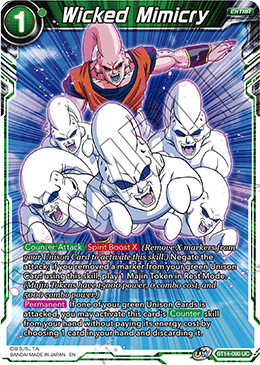 1
Wicked Mimicry
EXTRA
Counter Attack Spirit Boost X (Remove X markers from
your Unison Card to activate this skill.) Negate the
attack; if you removed a marker from your green Unison
Card using this skill, play 1 Majin Token in Rest Mode.
(Majin Tokens have 15000 power, 0 combo cost, and
5000 combo power.)
Permanent If one of your green Unison Cards is
attacked, you may activate this card's Counter skill
from your hand without paying its energy cost by
choosing 1 card in your hand and discarding it.
©B.S./S., T.A.
BANDAI MADE IN JAPAN EN
BT14-090 UC